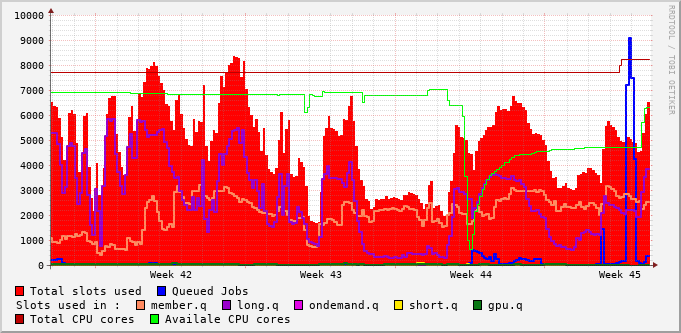 10000
9000
8000
7000
6000
5000
4000
3000
2000
1000
0
Week 42 Week 43 Week 44 Week 45
Total slots used Queued Jobs
Slots used in : member.q long.q ondemand.q short.q gpu.q
Total CPU cores Availale CPU cores
RRDTOOL / TOBI OETIKER